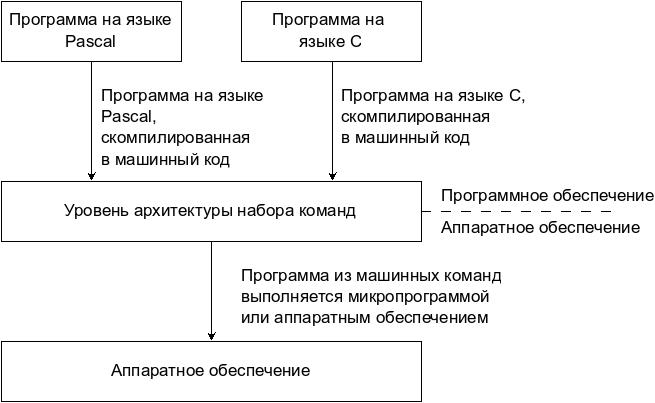 Программа на языке
Pascal
Программа на
языке C
Программа на языке
Pascal,
скомпилированная
в машинный код
Программа на языке C,
скомпилированная
в машинный код
Уровень архитектуры набора команд
Программное обеспечение
Аппаратное обеспечение
Программа из машинных команд
выполняется микропрограммой
или аппаратным обеспечением
Аппаратное обеспечение